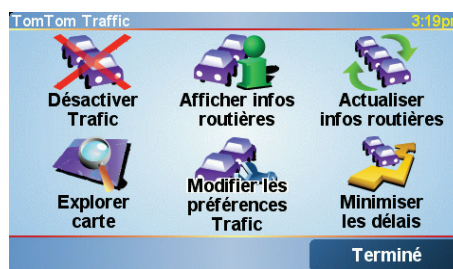 TomTom Traffic 3:19p
Désactiver
Trafic
Afficher infos
routières
Actualiser
infos routières
Explorer
carte
Modifier les
préférences
Trafic
Minimiser
les délais
Terminé